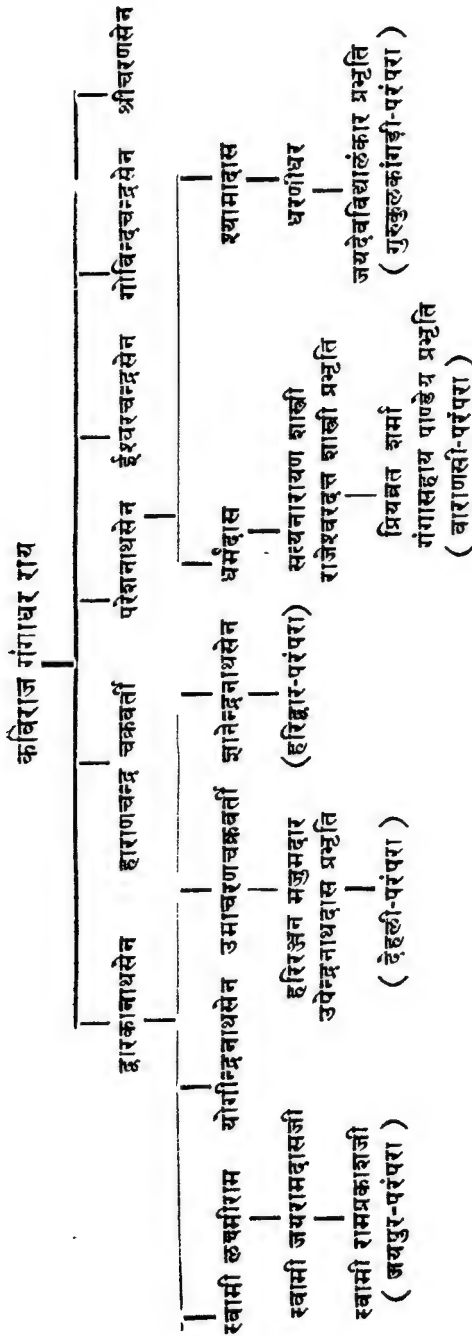 कविराज गंगाधर राय
द्वारकानाथसेन हाराणचन्द्र चक्रवर्ती परेशनाथसेन ईश्वरचन्द्रसेन गोविन्दचन्द्रसेन श्रीचरणसेन
स्वामी लक्ष्मीराम योगीन्द्रनाथसेन उमाचरणचक्रवर्ती ज्ञानेन्द्रनाथसेन धर्मदास श्यामादास
स्वामी जयरामदासजी हरिरञ्जन मजुमदार (हरिद्वार-परंपरा) सत्यनारायण शास्त्री धरणीधर
उपेन्द्रनाथदास प्रभृति राजेश्वरदत्त शास्त्री प्रभृति
स्वामी रामप्रकाशजी ( देहली-परंपरा ) प्रियव्रत शर्मा जयदेवविद्यालंकार प्रभृति
( जयपुर-परंपरा ) गंगासहाय पाण्डेय प्रभृति ( गुरुकुलकांगड़ी-परंपरा )
( वाराणसी-परंपरा )